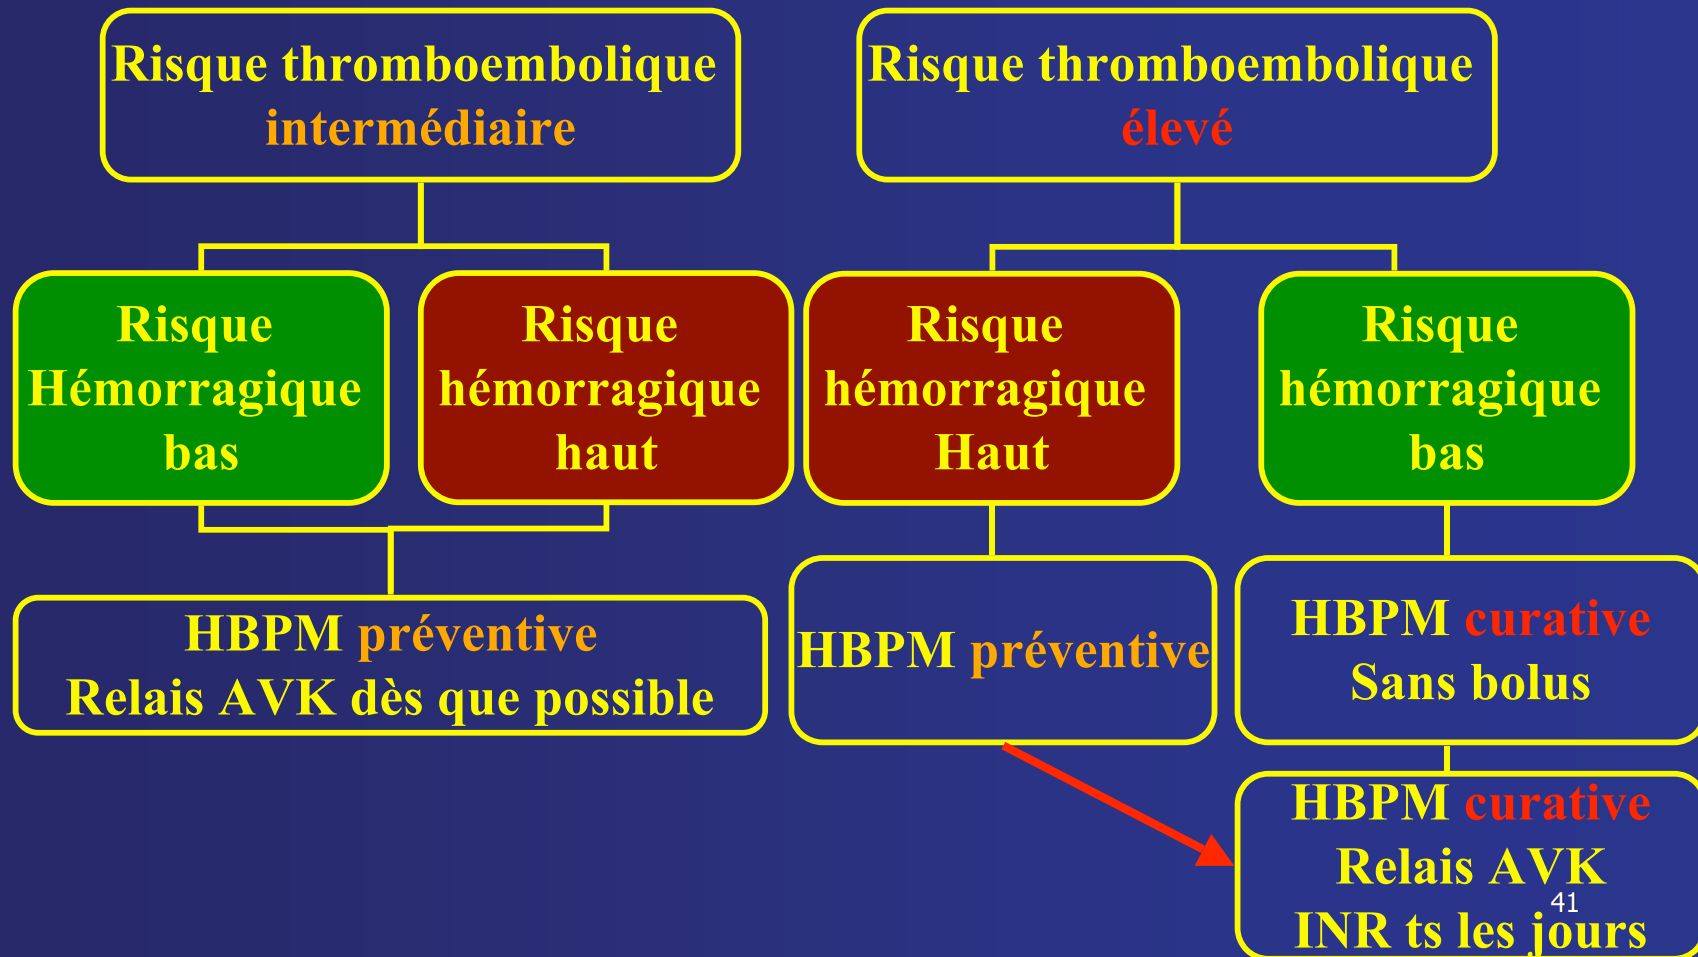 Risque thromboembolique
intermédiaire
Risque thromboembolique
élevé
Risque
Hémorragique
bas
Risque
hémorragique
haut
Risque
hémorragique
Haut
Risque
hémorragique
bas
HBPM préventive
Relais AVK dès que possible
HBPM préventive
HBPM curative
Sans bolus
HBPM curative
Relais AVK
INR ts les jours
41